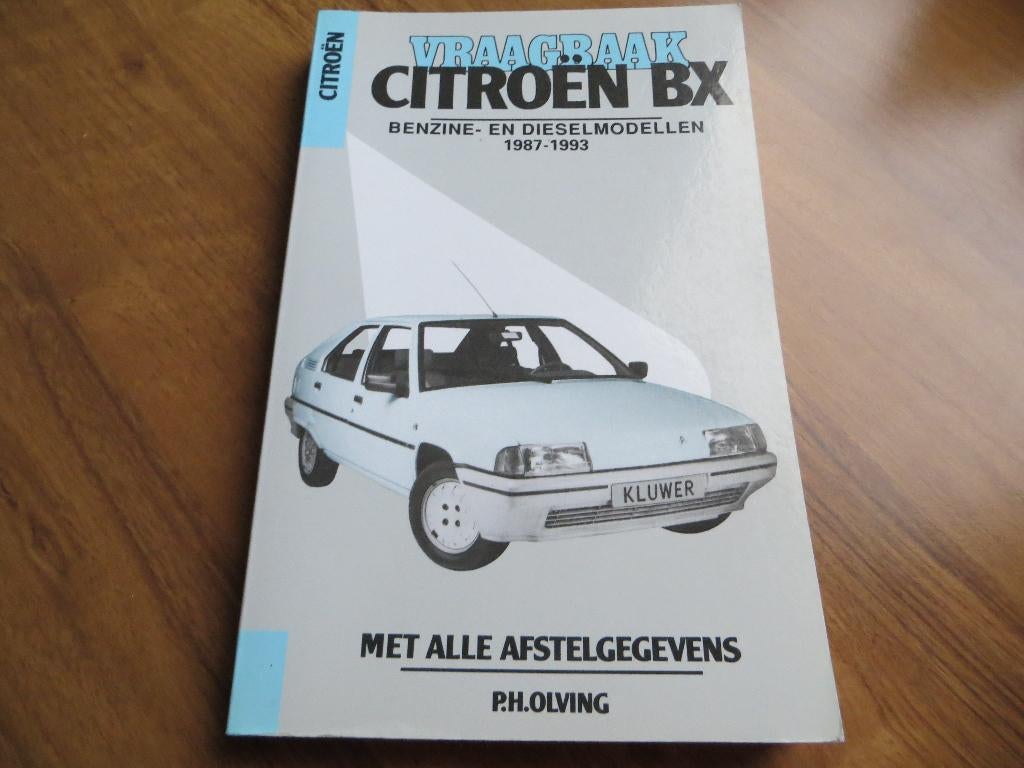 CITROËN
VRAAGBAAK
CITROËN BX
BENZINE- EN DIESELMODELLEN
1987-1993
KLUWER
MET ALLE AFSTELGEGEVENS
P.H.OLVING